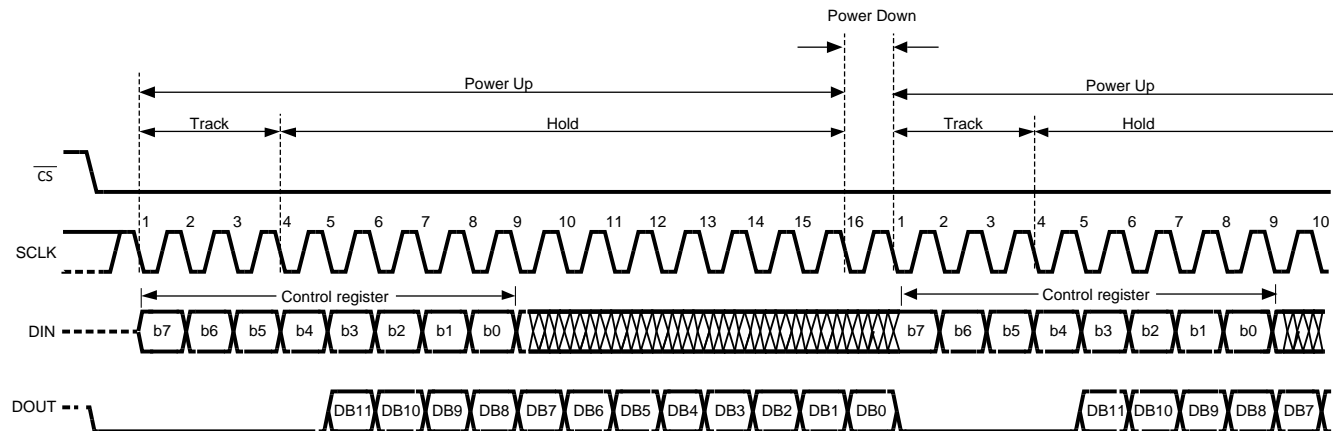 Power Down
Power Up
Power Up
Track
Hold
Track
Hold
CS
1 2 3 4 5 6 7 8 9 10 11 12 13 14 15 16 1 2 3 4 5 6 7 8 9 10
SCLK
Control register
Control register
DIN
b7 b6 b5 b4 b3 b2 b1 b0 b7 b6 b5 b4 b3 b2 b1 b0
DOUT
DB11 DB10 DB9 DB8 DB7 DB6 DB5 DB4 DB3 DB2 DB1 DB0 DB11 DB10 DB9 DB8 DB7